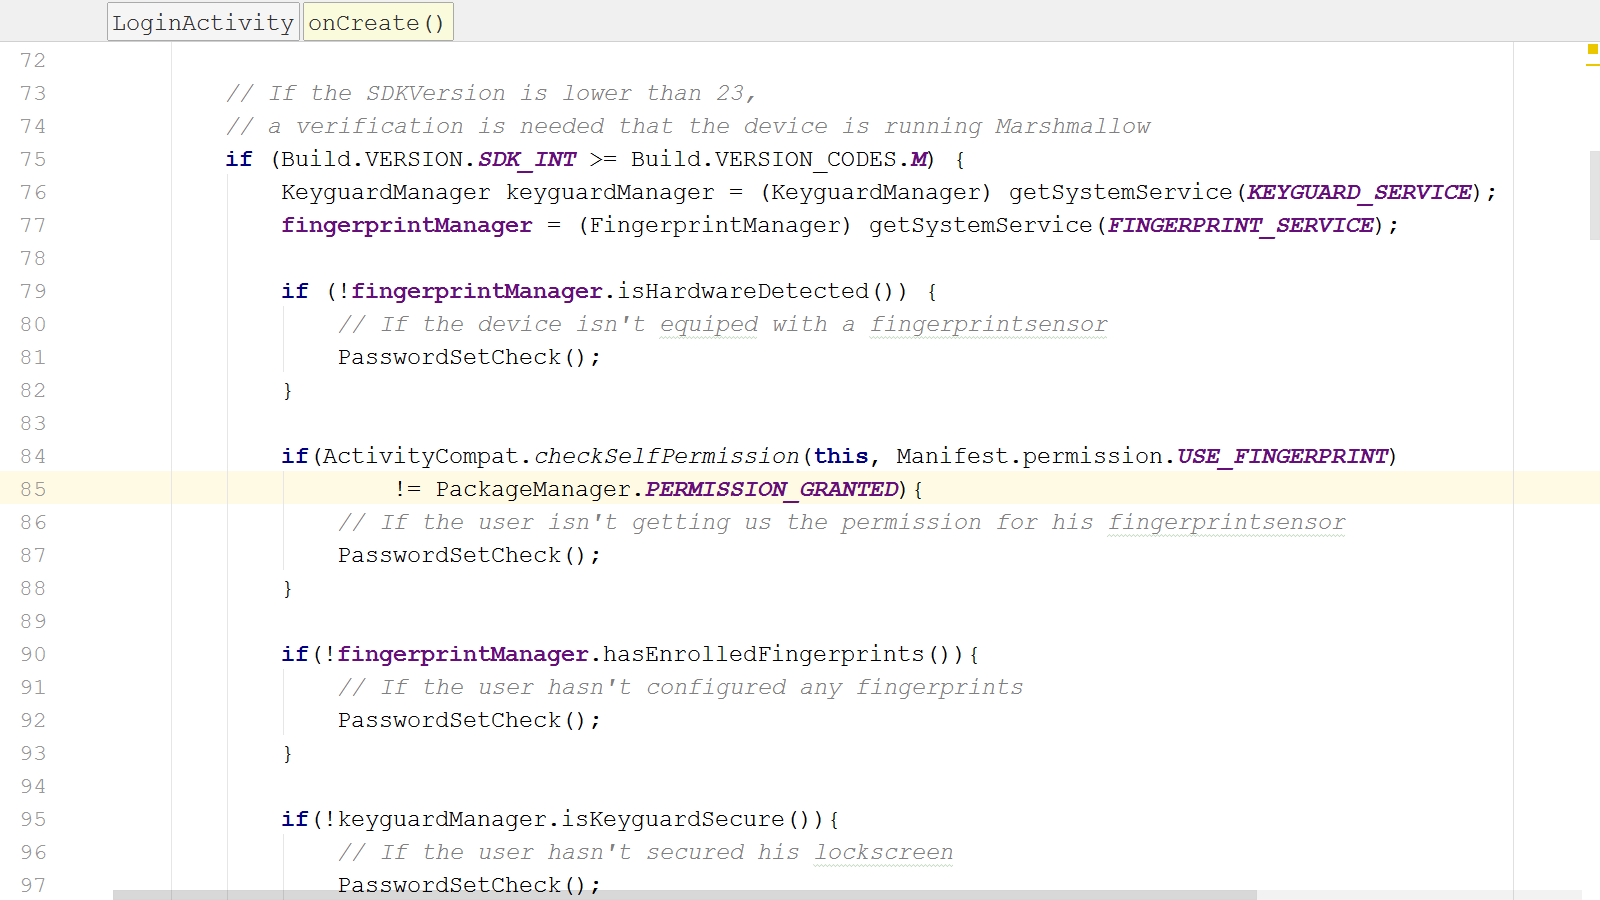 LoginActivity onCreate()
72
73 // If the SDKVersion is lower than 23,
74 // a verification is needed that the device is running Marshmallow
75 if (Build.VERSION.SDK_INT >= Build.VERSION_CODES.M) {
76 KeyguardManager keyguardManager = (KeyguardManager) getSystemService(KEYGUARD_SERVICE);
77 fingerprintManager = (FingerprintManager) getSystemService(FINGERPRINT_SERVICE);
78
79 if (!fingerprintManager.isHardwareDetected()) {
80 // If the device isn't equiped with a fingerprintsensor
81 PasswordSetCheck();
82 }
83
84 if(ActivityCompat.checkSelfPermission(this, Manifest.permission.USE_FINGERPRINT)
85 != PackageManager.PERMISSION_GRANTED){
86 // If the user isn't getting us the permission for his fingerprintsensor
87 PasswordSetCheck();
88 }
89
90 if(!fingerprintManager.hasEnrolledFingerprints()){
91 // If the user hasn't configured any fingerprints
92 PasswordSetCheck();
93 }
94
95 if(!keyguardManager.isKeyguardSecure()){
96 // If the user hasn't secured his lockscreen
97 PasswordSetCheck();